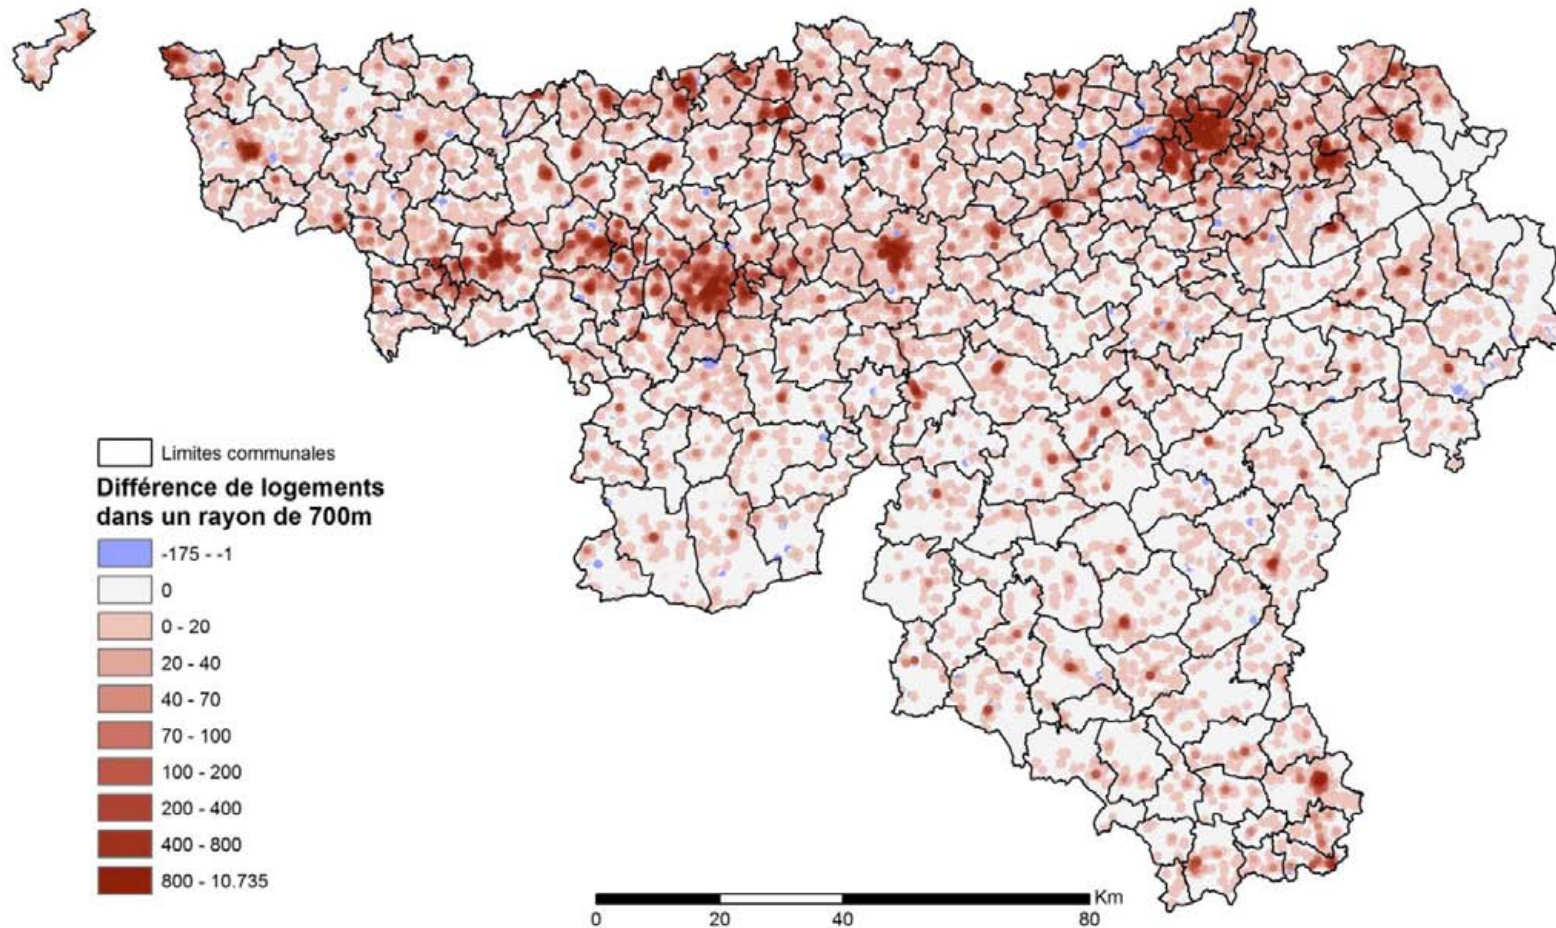 Limites communales
Différence de logements
dans un rayon de 700m
-175 - -1
0
0 - 20
20 - 40
40 - 70
70 - 100
100 - 200
200 - 400
400 - 800
800 - 10.735
Km
0 20 40 80